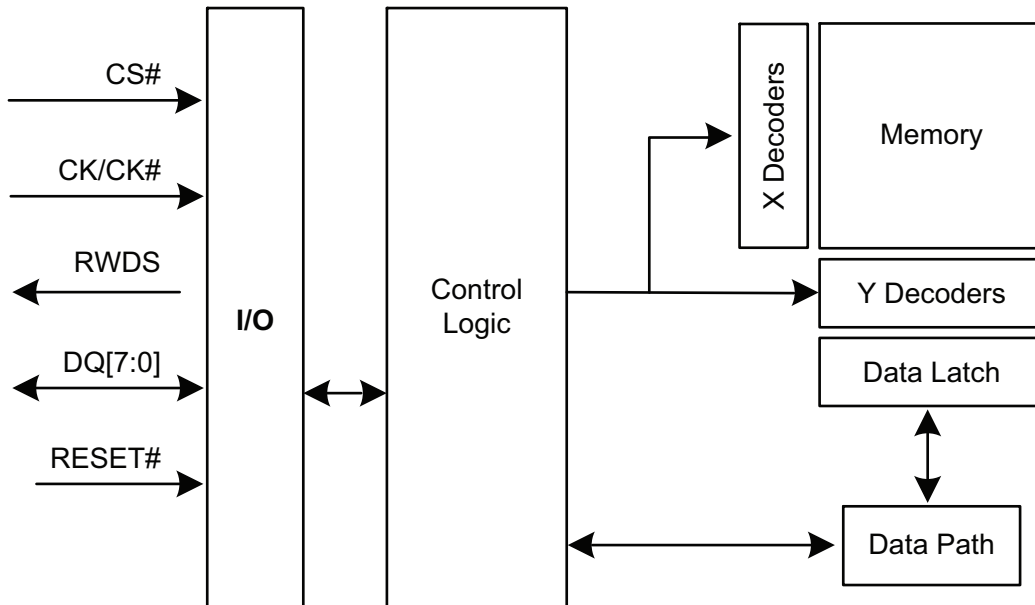 CS#
CK/CK#
RWDS
DQ[7:0]
RESET#
I/O
Control
Logic
X Decoders
Memory
Y Decoders
Data Latch
Data Path